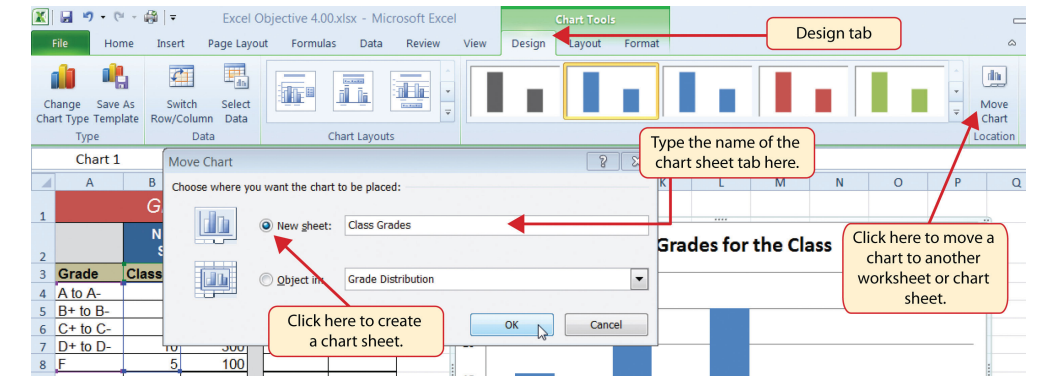 Excel Objective 4.00.xlsx - Microsoft Excel
Chart Tools
File Home Insert Page Layout Formulas Data Review View Design Layout Format
Design tab
Change Chart Type
Save As Template
Switch Row/Column
Select Data
Move Chart
Type
Data
Chart Layouts
Location
Type the name of the
chart sheet tab here.
Chart 1
Move Chart
Choose where you want the chart to be placed:
New sheet:
Class Grades
Object in:
Grade Distribution
OK
Cancel
Click here to create
a chart sheet.
Click here to move a
chart to another
worksheet or chart
sheet.
A B K L M N O P Q
Grades for the Class
1 G
2 N
3 Grade Class
4 A to A-
5 B+ to B-
6 C+ to C-
7 D+ to D- 10 300
8 F 5 100